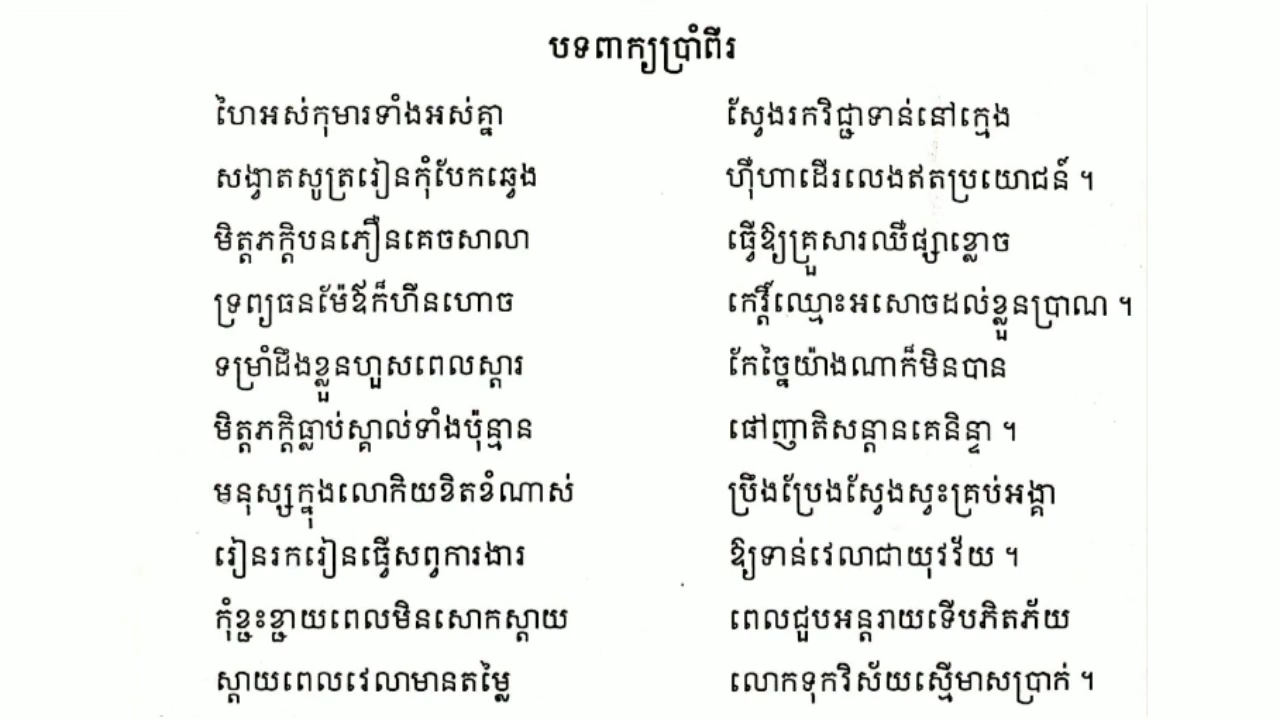 បទពាក្យប្រាំពីរ
ហៃអស់កុមារទាំងអស់គ្នា ស្វែងរកវិជ្ជាទាន់នៅក្មេង
សង្វាតសូត្ររៀនកុំបែកឆ្វេង ហ៊ឺហាដើរលេងឥតប្រយោជន៍ ។
មិត្តភក្តិបនភឿនគេចសាលា ធ្វើឱ្យគ្រួសារឈឺផ្សាខ្លោច
ទ្រព្យធនម៉ែឪក៏ហីនហោច កេរ្តិ៍ឈ្មោះអសោចដល់ខ្លួនប្រាណ ។
ទម្រាំដឹងខ្លួនហួសពេលស្តារ កែច្នៃយ៉ាងណាក៏មិនបាន
មិត្តភក្តិធ្លាប់ស្គាល់ទាំងប៉ុន្មាន ផៅញាតិសន្តានគេនិន្ទា ។
មនុស្សក្នុងលោកិយខិតខំណាស់ ប្រឹងប្រែងស្វែងស្វះគ្រប់អង្គា
រៀនរករៀនធ្វើសព្វការងារ ឱ្យទាន់វេលាជាយុវវ័យ ។
កុំខ្ជះខ្ជាយពេលមិនសោកស្តាយ ពេលជួបអន្តរាយទើបភិតភ័យ
ស្តាយពេលវេលាមានតម្លៃ លោកទុកវិស័យស្មើមាសប្រាក់ ។